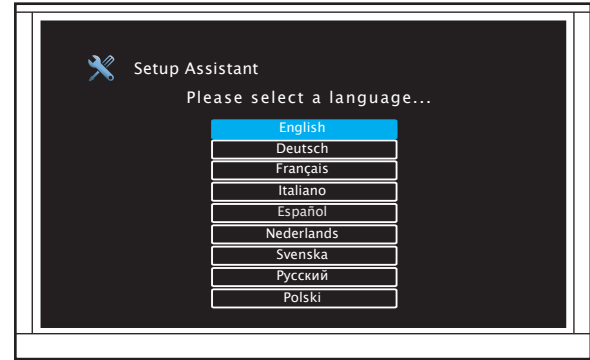 Setup Assistant
Please select a language...
English
Deutsch
Français
Italiano
Español
Nederlands
Svenska
Русский
Polski